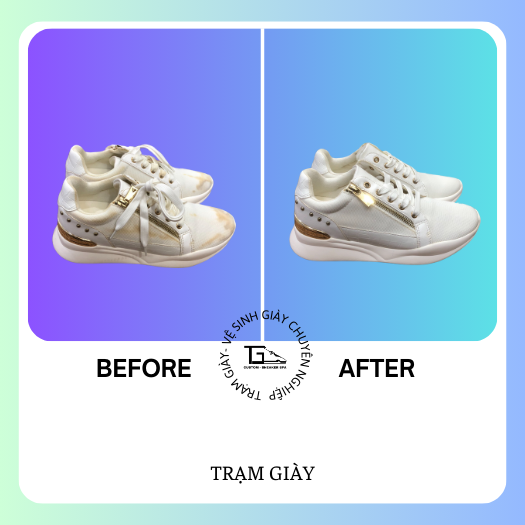 BEFORE
AFTER
TRẠM GIÀY - VỆ SINH GIÀY CHUYÊN NGHIỆP
TG
CUSTOM - SNEAKER SPA
TRẠM GIÀY